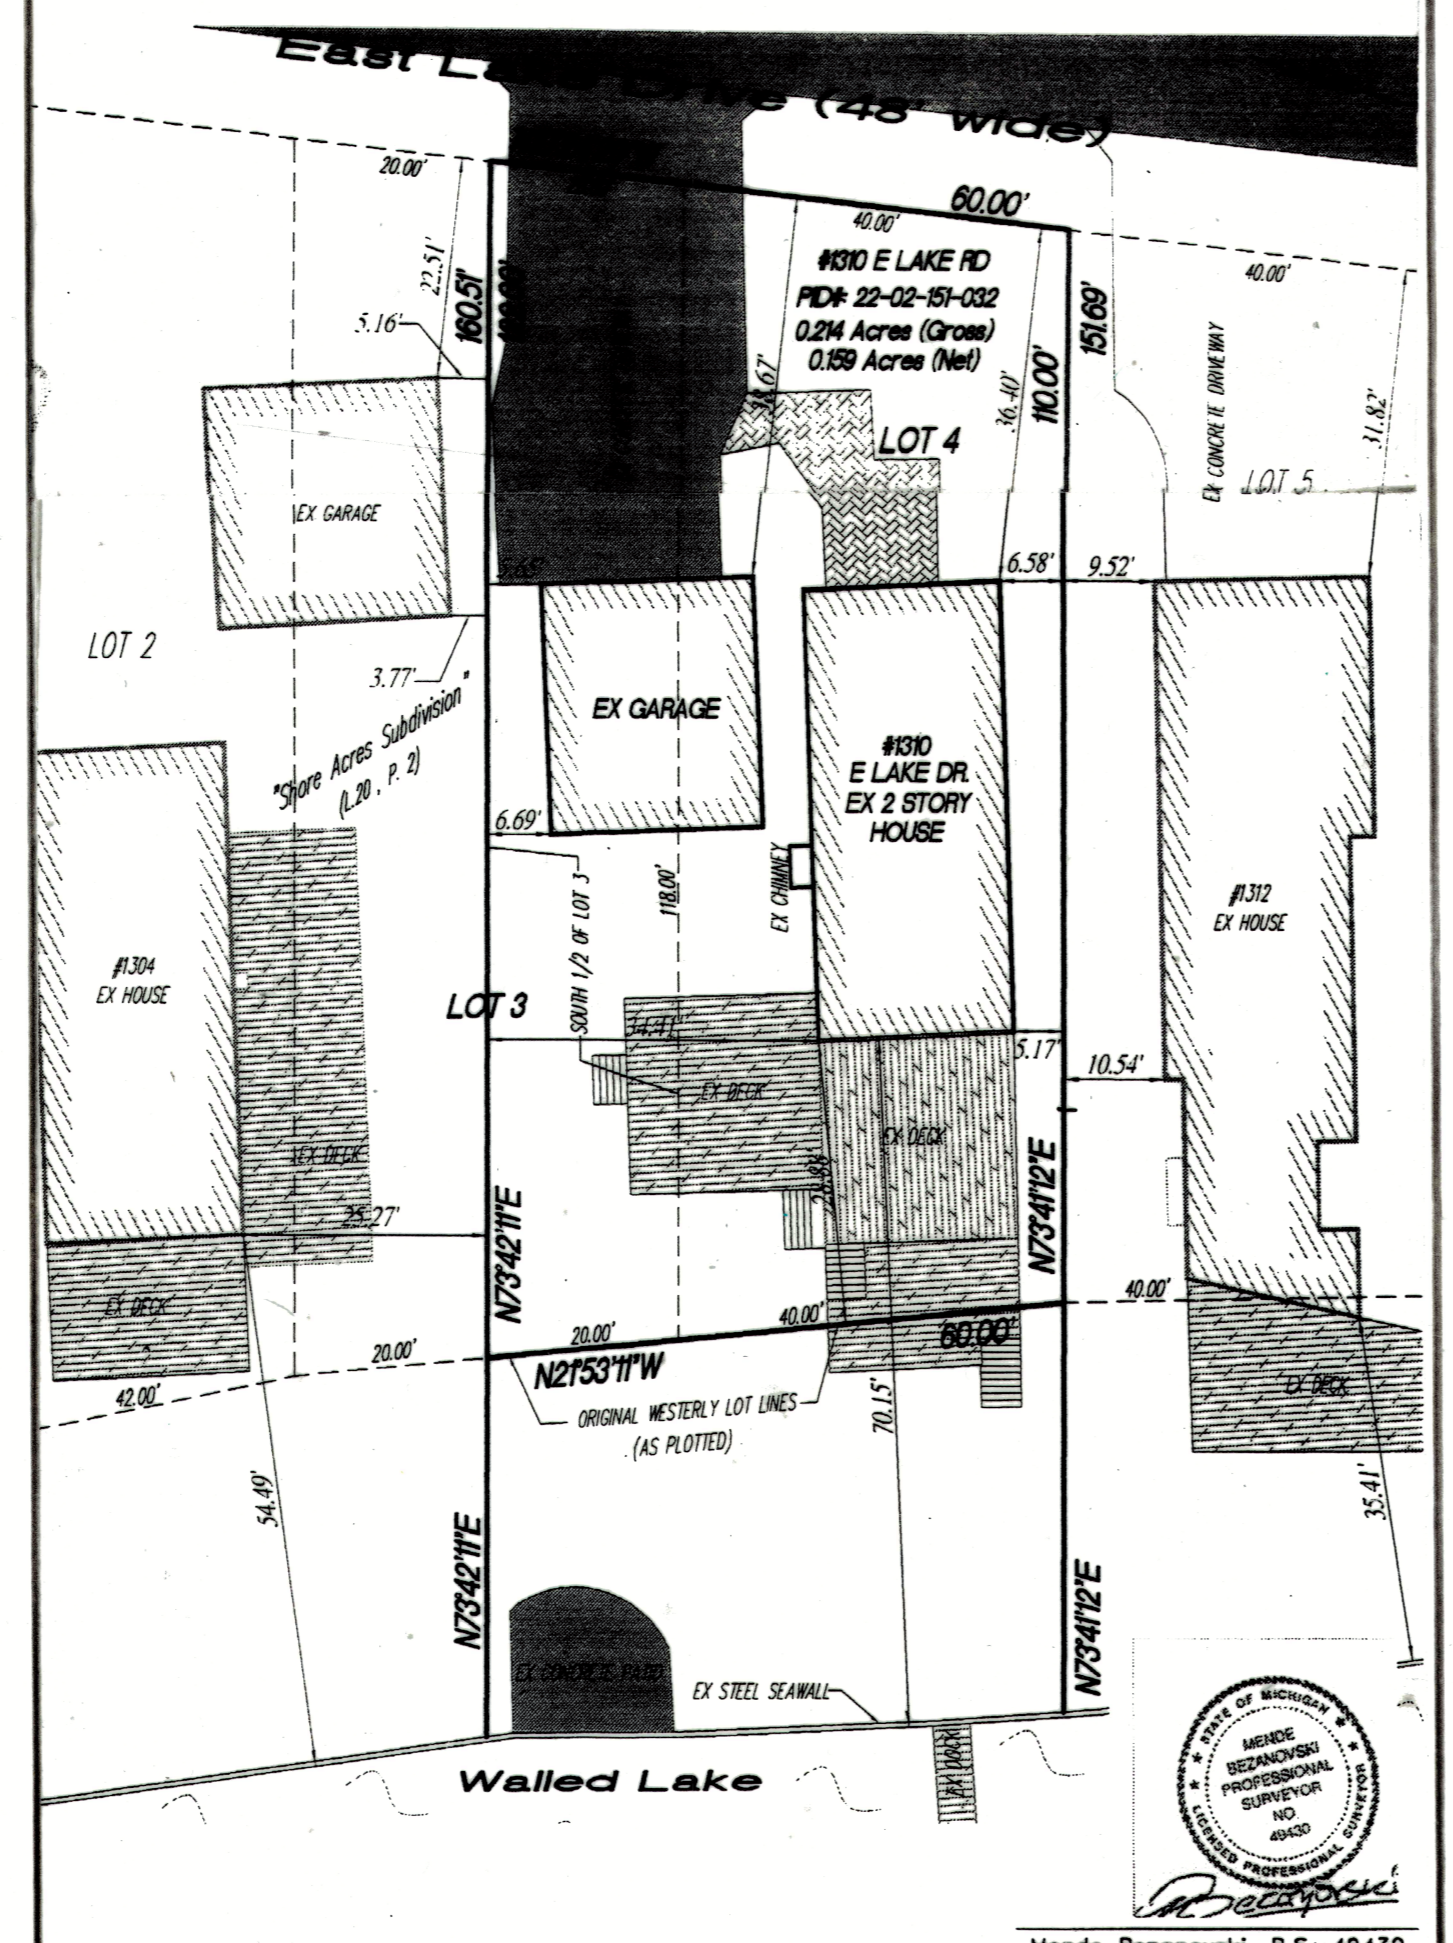 East Lake Drive (48' wide)
20.00'
60.00'
40.00'
40.00'
22.51'
160.51'
#1310 E LAKE RD
PID# 22-02-151-032
0.214 Acres (Gross)
0.159 Acres (Net)
151.69'
5.16'
38.67'
36.40'
110.00'
EX CONCRETE DRIVEWAY
31.82'
LOT 4
LOT 5
EX GARAGE
5.65'
6.58'
9.52'
LOT 2
3.77'
"Shore Acres Subdivision"
(L.20 , P. 2)
EX GARAGE
#1310
E LAKE DR.
EX 2 STORY
HOUSE
6.69'
EX CHIMNEY
118.00'
SOUTH 1/2 OF LOT 3
#1304
EX HOUSE
#1312
EX HOUSE
LOT 3
34.41'
5.17'
10.54'
EX DECK
EX DECK
EX DECK
28.88'
25.27'
N73°42'11"E
N73°41'12"E
EX DECK
20.00'
40.00'
60.00'
40.00'
20.00'
42.00'
N21°53'11"W
ORIGINAL WESTERLY LOT LINES
(AS PLOTTED)
70.15'
EX DECK
54.49'
35.41'
N73°42'11"E
N73°41'12"E
EX CONCRETE PATIO
EX STEEL SEAWALL
EX DOCK
Walled Lake
STATE OF MICHIGAN
MENDE
BEZANOVSKI
PROFESSIONAL
SURVEYOR
NO.
49430
LICENSED PROFESSIONAL SURVEYOR